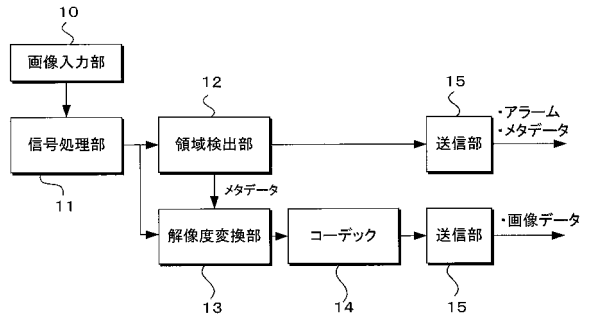 10
画像入力部
12
15
・アラーム
・メタデータ
信号処理部
領域検出部
送信部
11
メタデータ
・画像データ
解像度変換部
コーデック
送信部
13
14
15